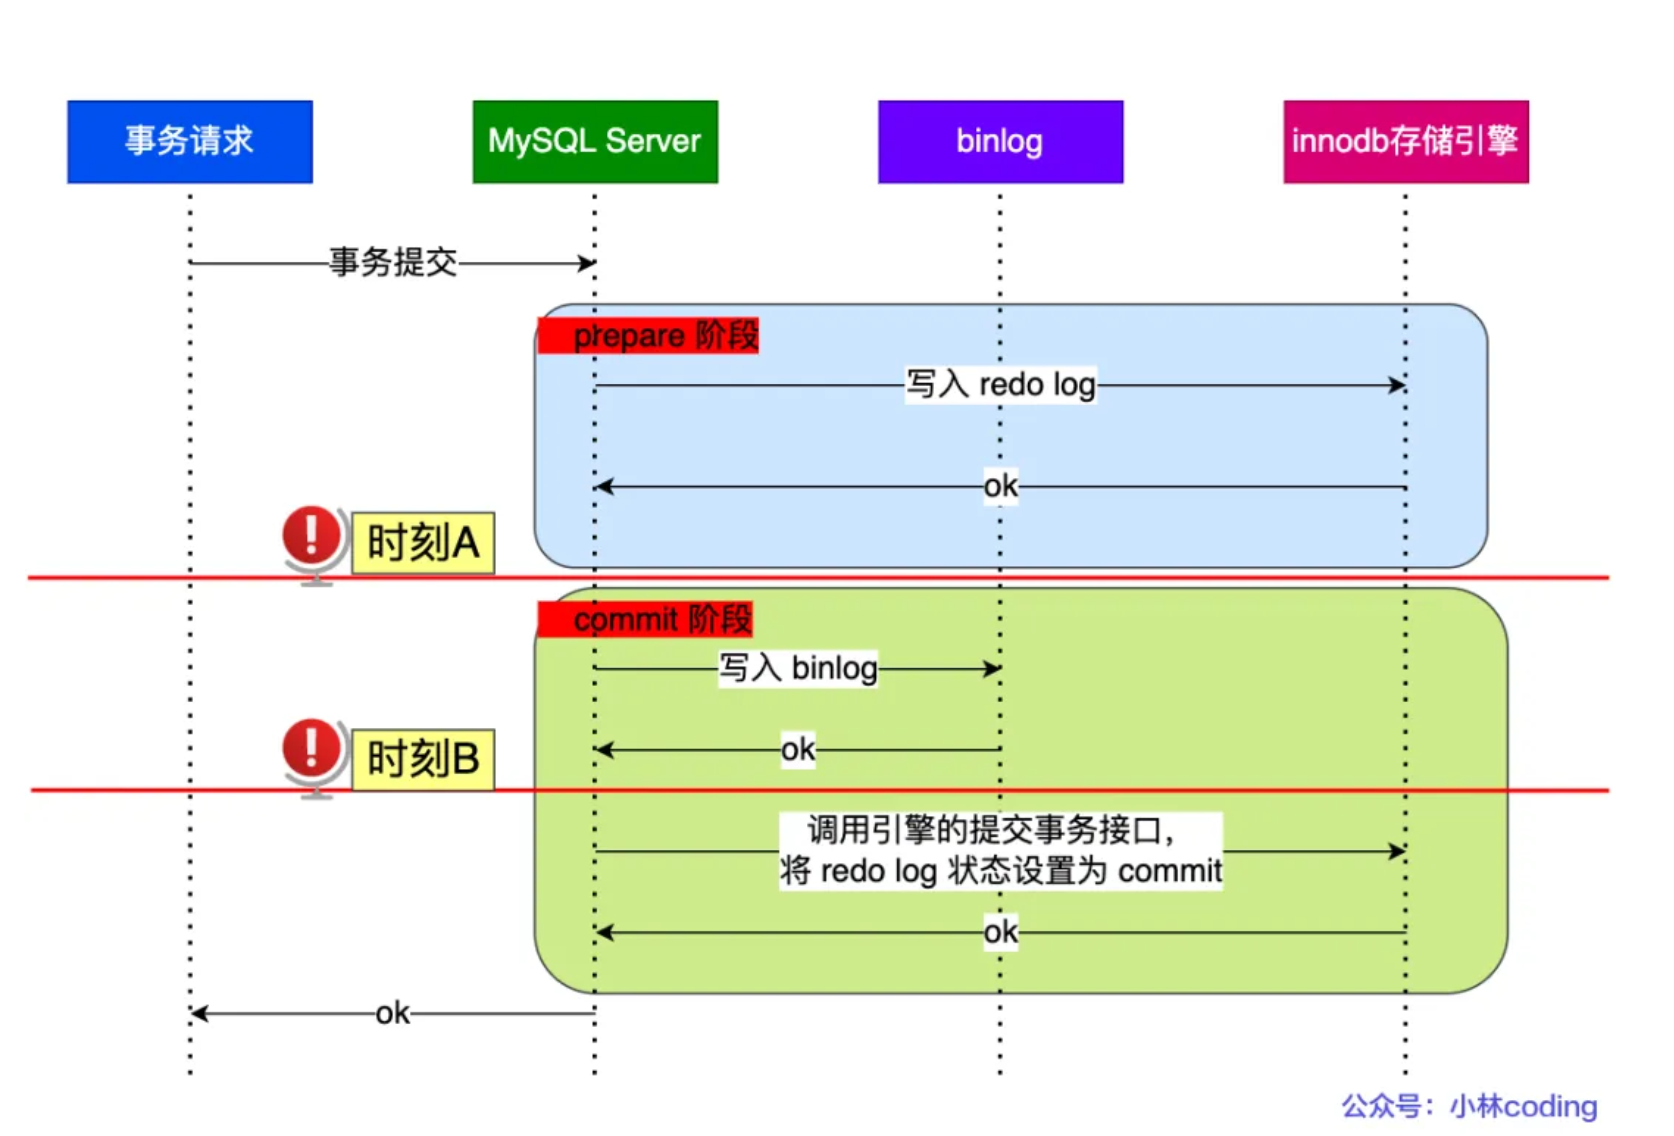 事务请求
MySQL Server
binlog
innodb存储引擎
事务提交
prepare 阶段
写入 redo log
ok
时刻A
commit 阶段
写入 binlog
ok
时刻B
调用引擎的提交事务接口，
将 redo log 状态设置为 commit
ok
ok
公众号：小林coding